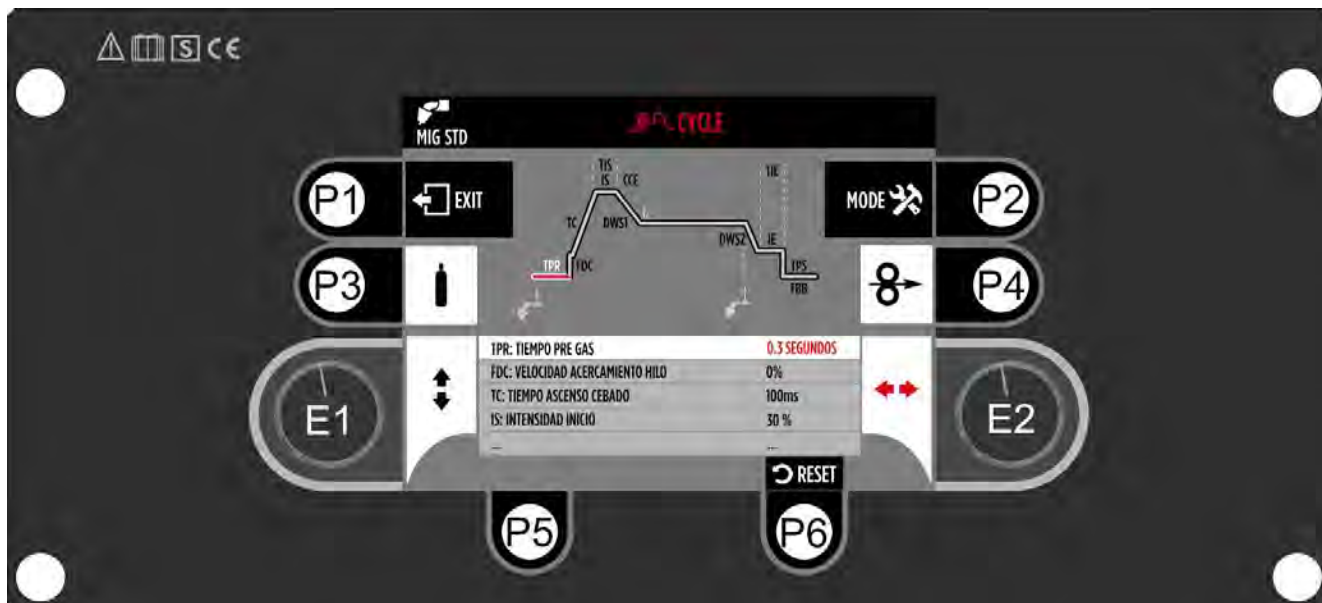 S CE
MIG STD
CYCLE
P1
EXIT
TIS
IS
CCE
TIE
MODE
P2
TC
DWS1
DWS2
IE
P3
TPR
FDC
TPS
FBB
P4
TPR: TIEMPO PRE GAS 0.3 SEGUNDOS
FDC: VELOCIDAD ACERCAMIENTO HILO 0%
TC: TIEMPO ASCENSO CEBADO 100ms
IS: INTENSIDAD INICIO 30 %
... ...
E1
E2
RESET
P5
P6